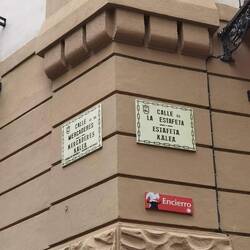 CALLE DE
MERCADERES
MERCADERES
KALEA
CALLE DE
LA ESTAFETA
ESTAFETA
KALEA
Encierro